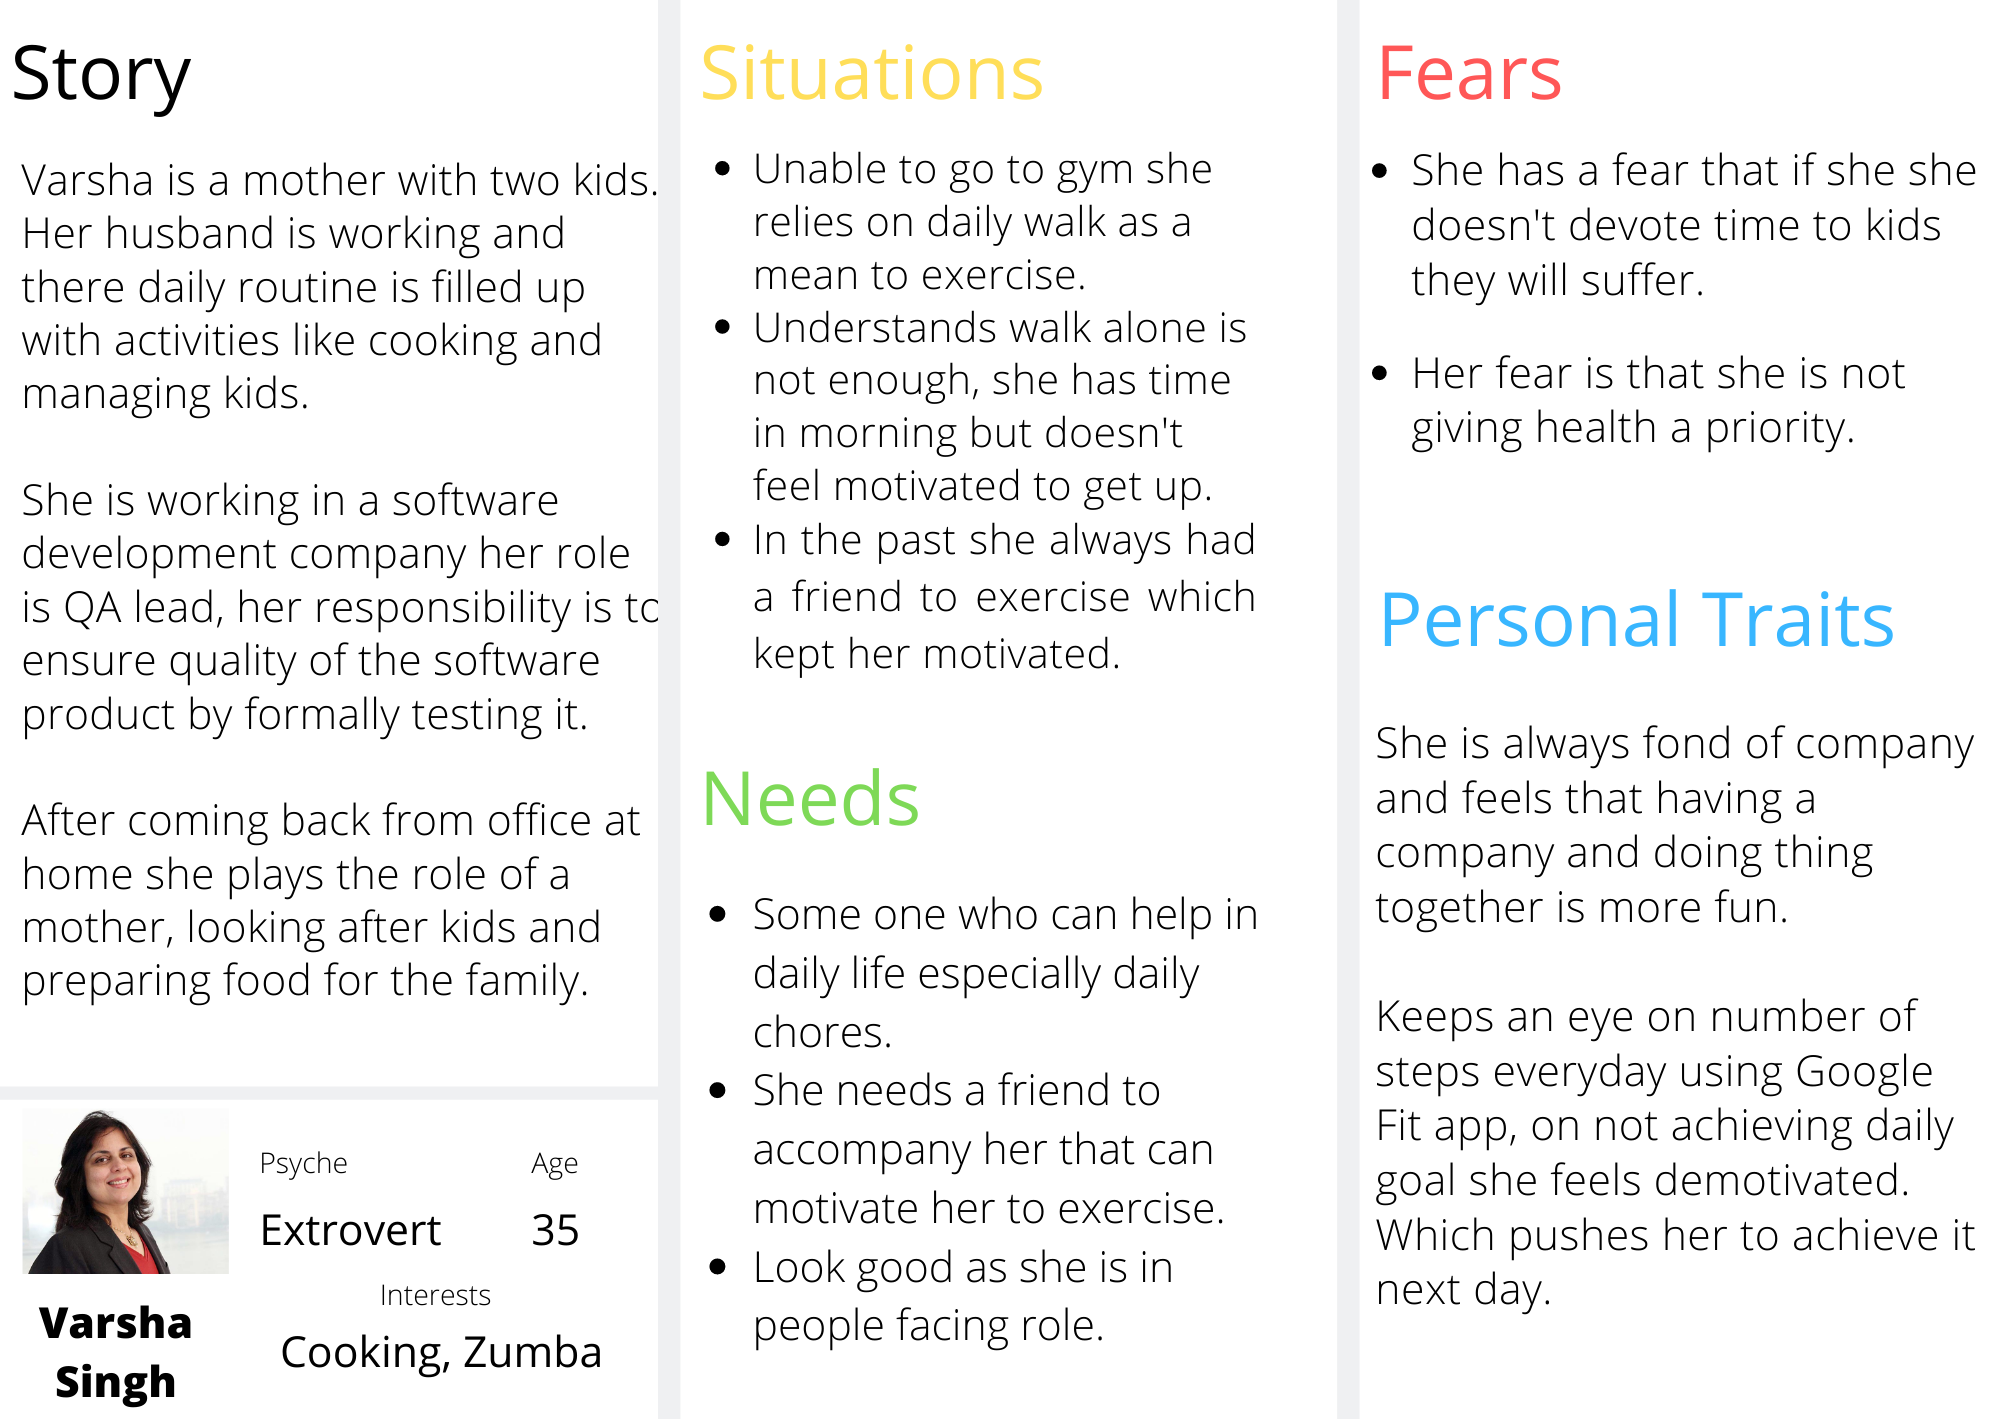 Story
Varsha is a mother with two kids.
Her husband is working and
there daily routine is filled up
with activities like cooking and
managing kids.
She is working in a software
development company her role
is QA lead, her responsibility is to
ensure quality of the software
product by formally testing it.
After coming back from office at
home she plays the role of a
mother, looking after kids and
preparing food for the family.
Psyche
Age
Extrovert
35
Interests
Cooking, Zumba
Varsha
Singh
Situations
• Unable to go to gym she
relies on daily walk as a
mean to exercise.
• Understands walk alone is
not enough, she has time
in morning but doesn't
feel motivated to get up.
• In the past she always had
a friend to exercise which
kept her motivated.
Needs
• Some one who can help in
daily life especially daily
chores.
• She needs a friend to
accompany her that can
motivate her to exercise.
• Look good as she is in
people facing role.
Fears
• She has a fear that if she she
doesn't devote time to kids
they will suffer.
• Her fear is that she is not
giving health a priority.
Personal Traits
She is always fond of company
and feels that having a
company and doing thing
together is more fun.
Keeps an eye on number of
steps everyday using Google
Fit app, on not achieving daily
goal she feels demotivated.
Which pushes her to achieve it
next day.